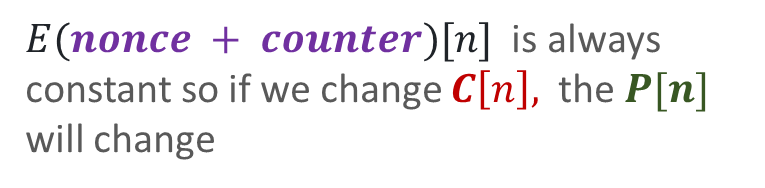 E(nonce + counter)[n] is always
constant so if we change C[n], the P[n]
will change